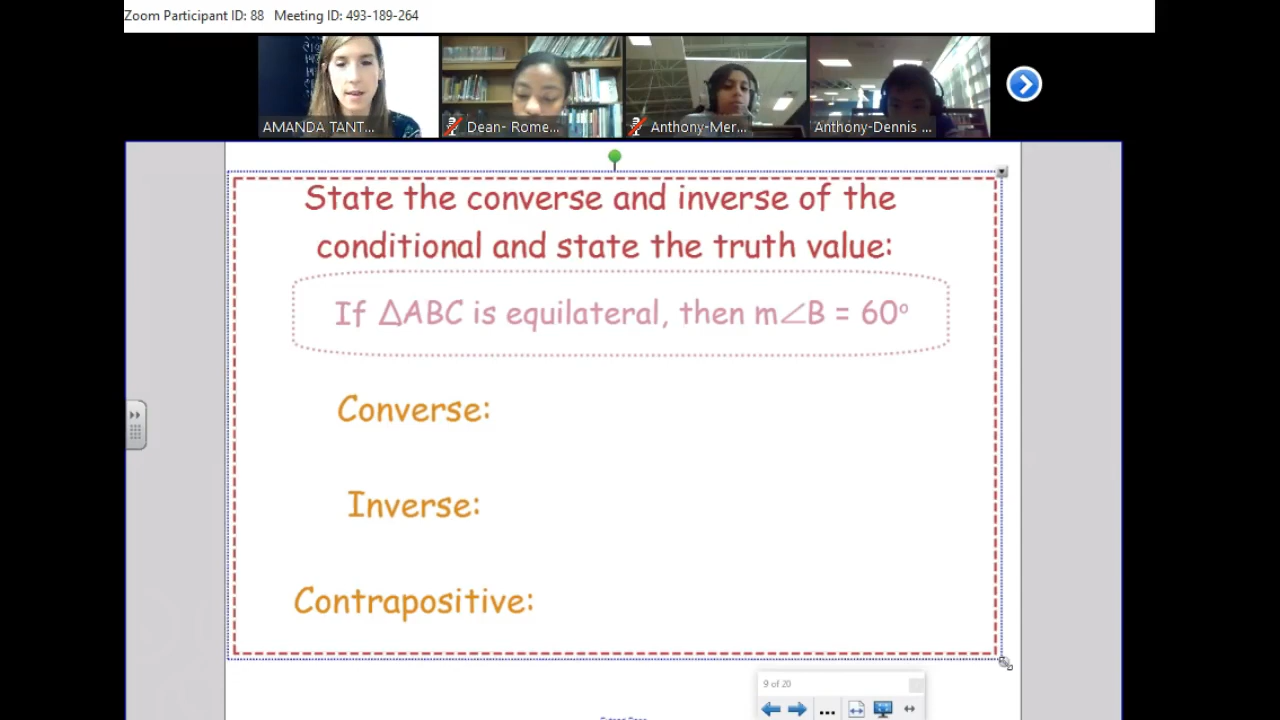 Zoom Participant ID: 88 Meeting ID: 493-189-264
AMANDA TANT...
Dean- Rome...
Anthony-Mer...
Anthony-Dennis ...
State the converse and inverse of the
conditional and state the truth value:
If ΔABC is equilateral, then m∠B = 60°
Converse:
Inverse:
Contrapositive:
9 of 20